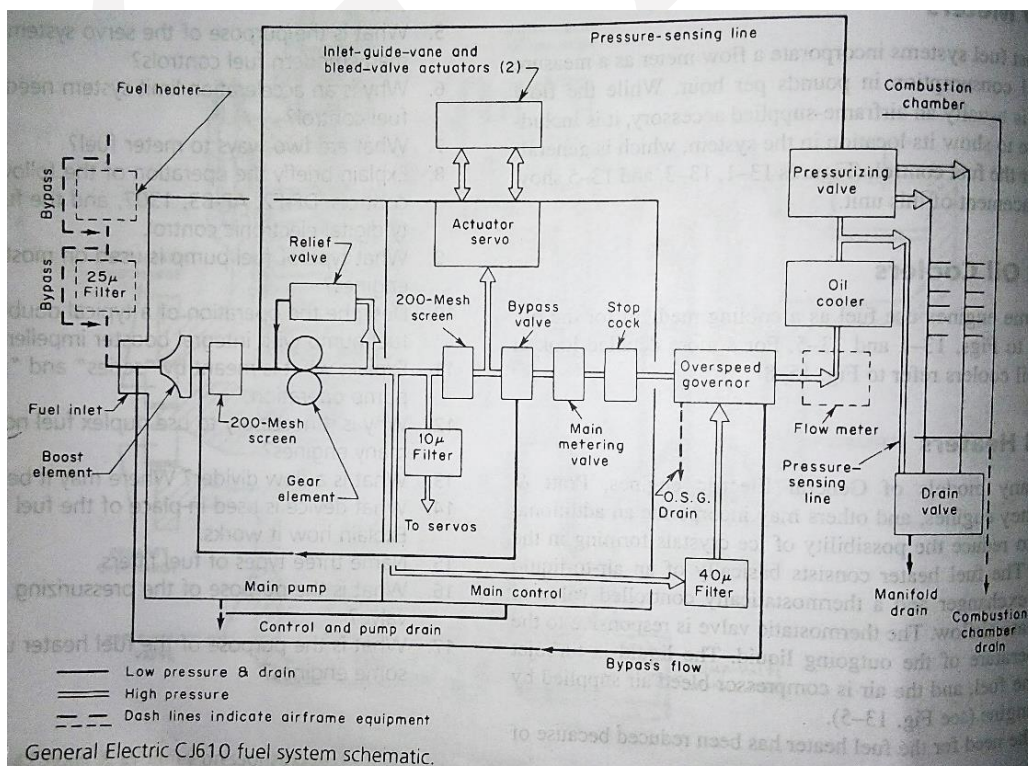 Pressure-sensing line
Inlet-guide-vane and
bleed-valve actuators (2)
Fuel heater
Combustion
chamber
Bypass
Bypass
25μ
Filter
Relief
valve
Actuator
servo
Pressurizing
valve
Oil
cooler
200-Mesh
screen
Bypass
valve
Stop
cock
Overspeed
governor
Fuel inlet
200-Mesh
screen
Boost
element
Gear
element
10μ
Filter
Main
metering
valve
Flow meter
Pressure-
sensing
line
Drain
valve
To servos
O.S.G.
Drain
Main pump
Main control
40μ
Filter
Manifold
drain
Combustion
chamber
drain
Control and pump drain
Bypass flow
Low pressure & drain
High pressure
Dash lines indicate airframe equipment
General Electric CJ610 fuel system schematic.